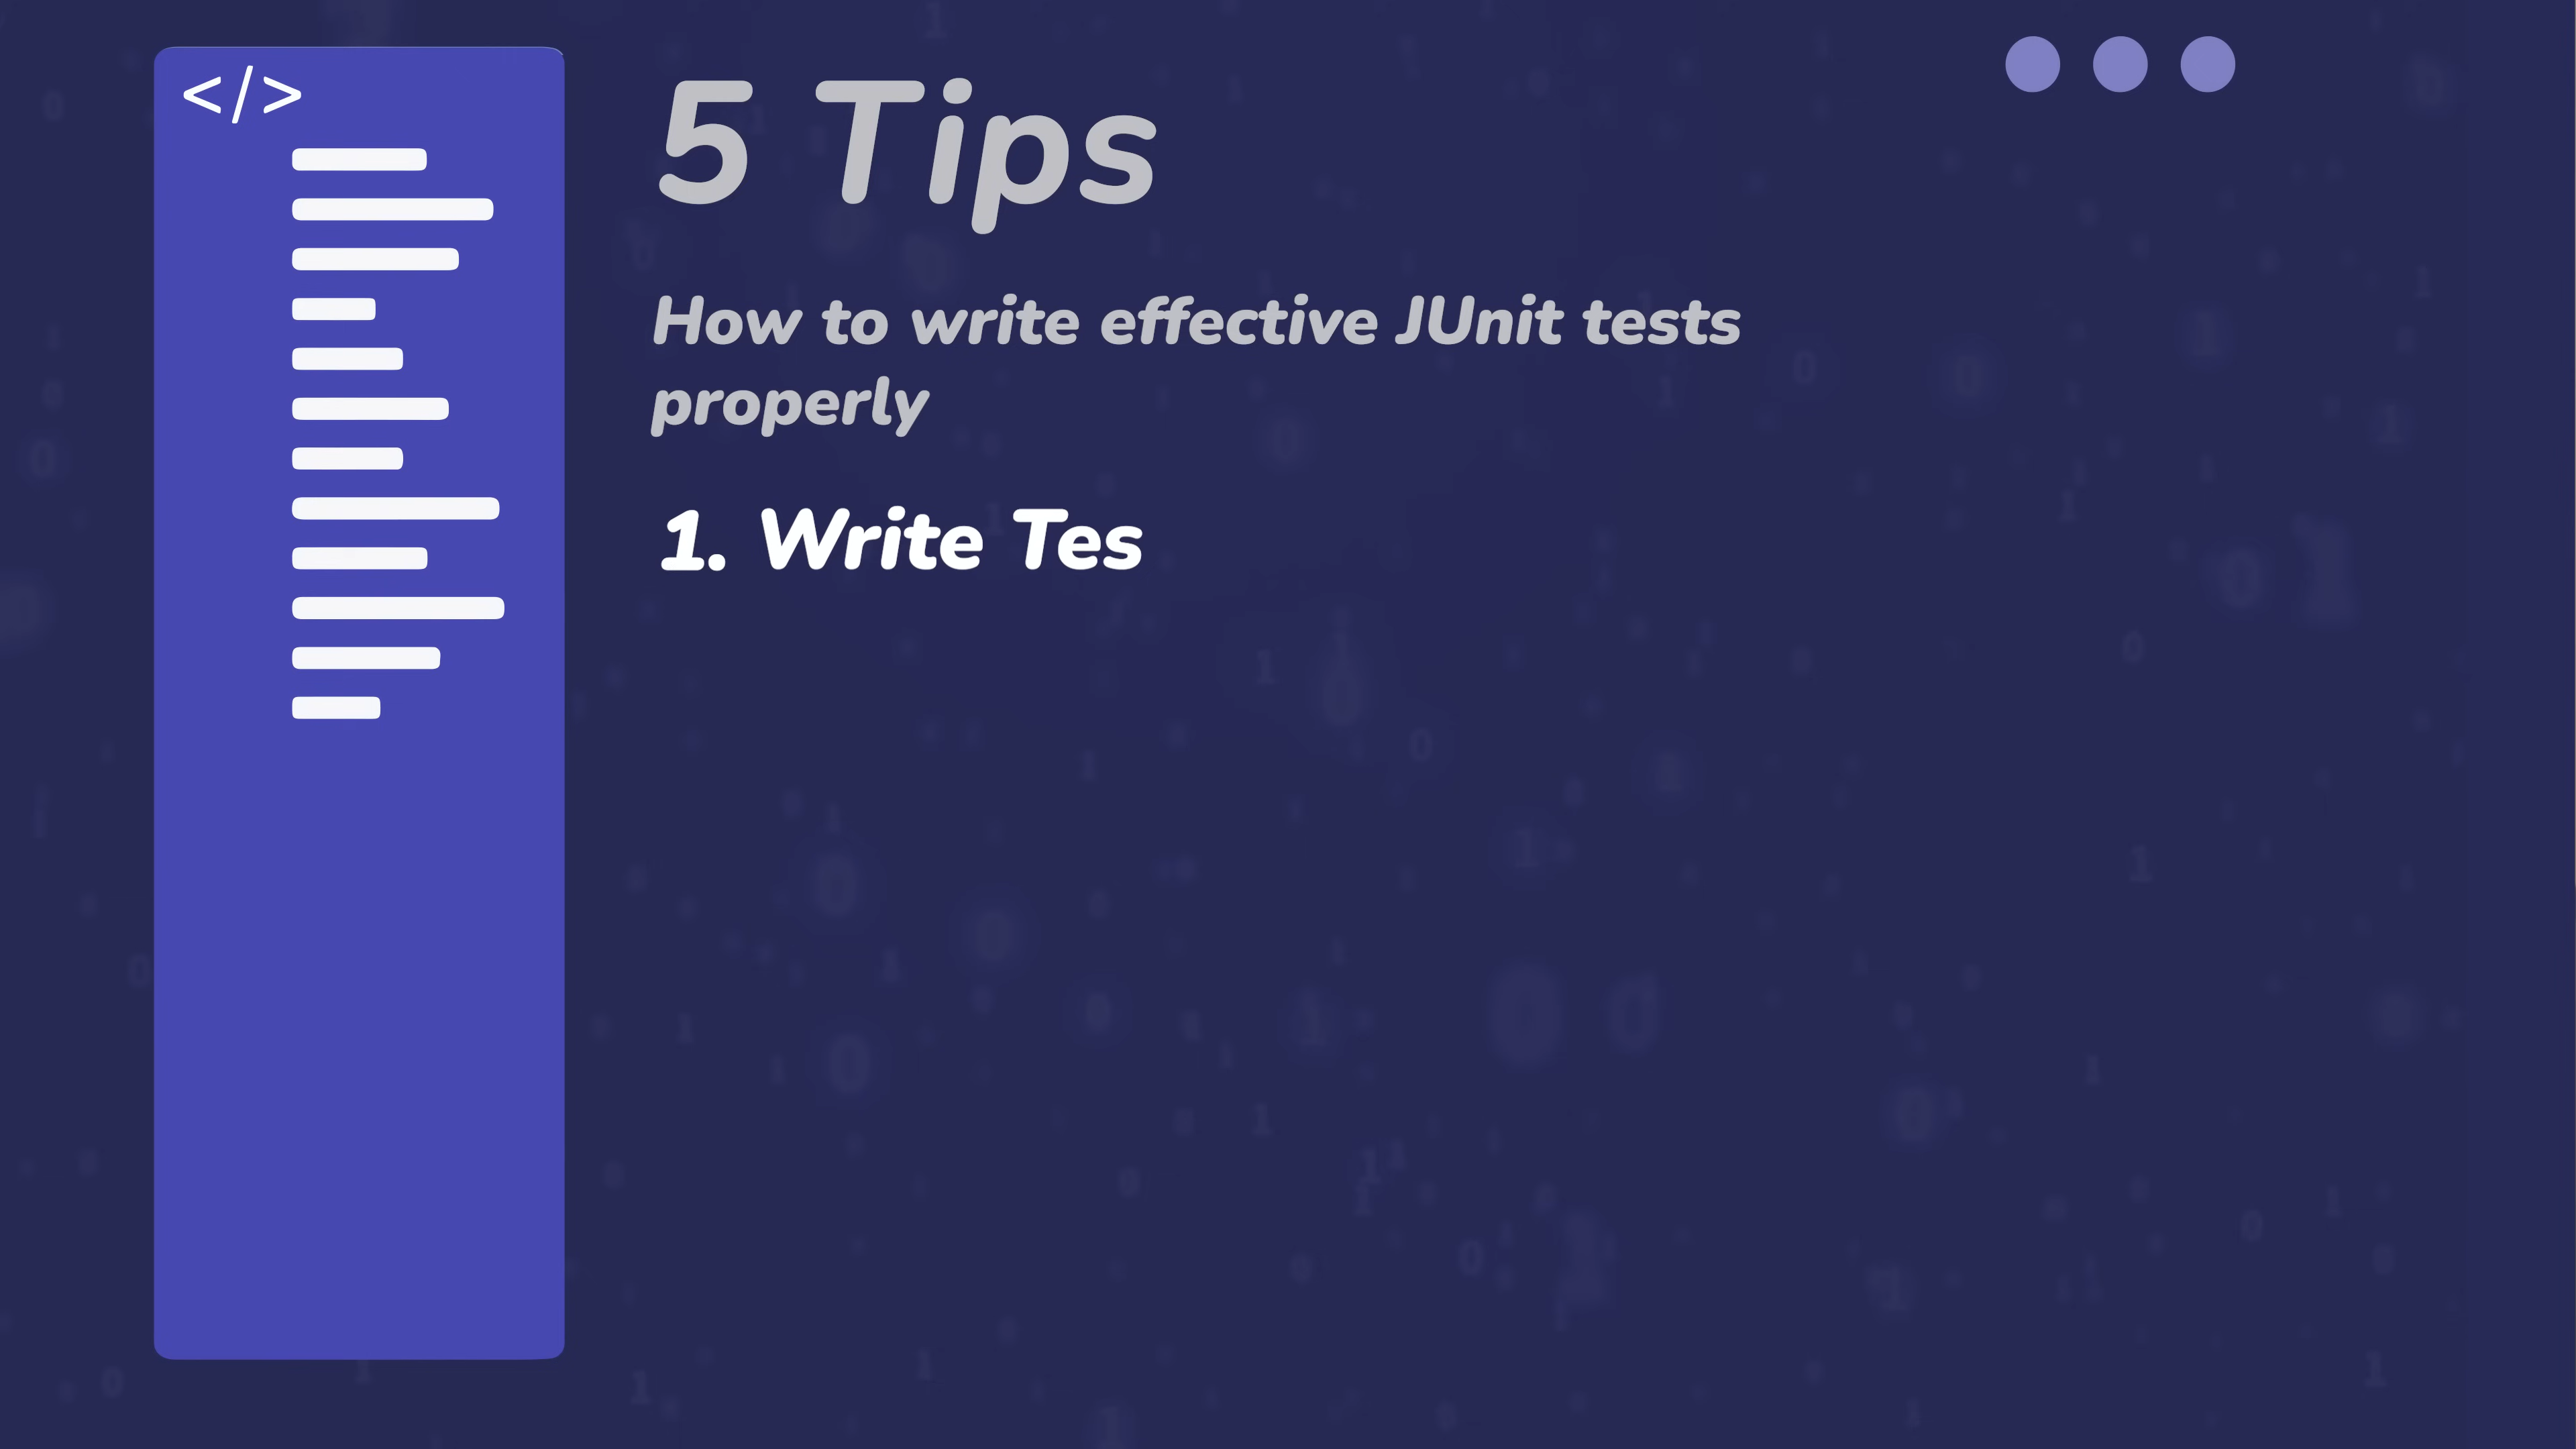 </>
5 Tips
How to write effective JUnit tests
properly
1. Write Tes